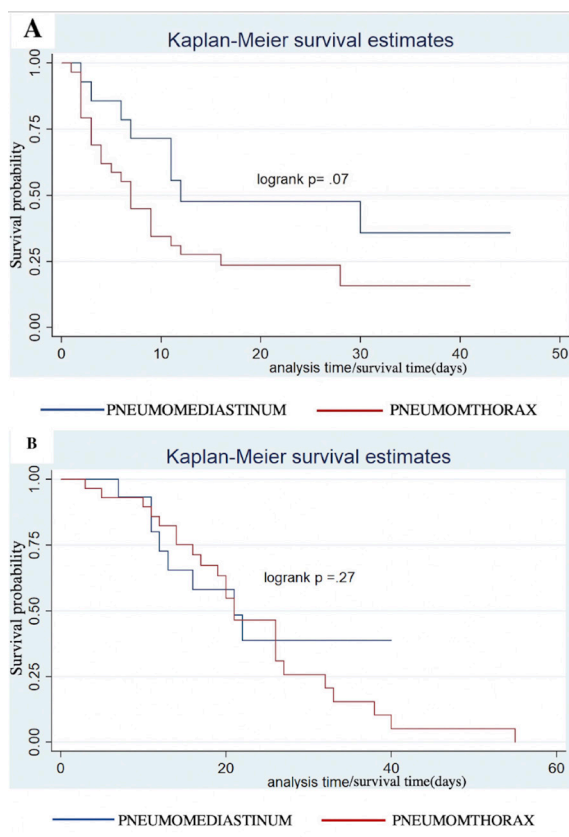 A
Kaplan-Meier survival estimates
1.00
0.75
0.50
0.25
0.00
Survival probability
logrank p= .07
0 10 20 30 40 50
analysis time/survival time(days)
PNEUMOMEDIASTINUM PNEUMOMTHORAX
B
Kaplan-Meier survival estimates
1.00
0.75
0.50
0.25
0.00
Survival probability
logrank p =.27
0 20 40 60
analysis time/survival time(days)
PNEUMOMEDIASTINUM PNEUMOMTHORAX